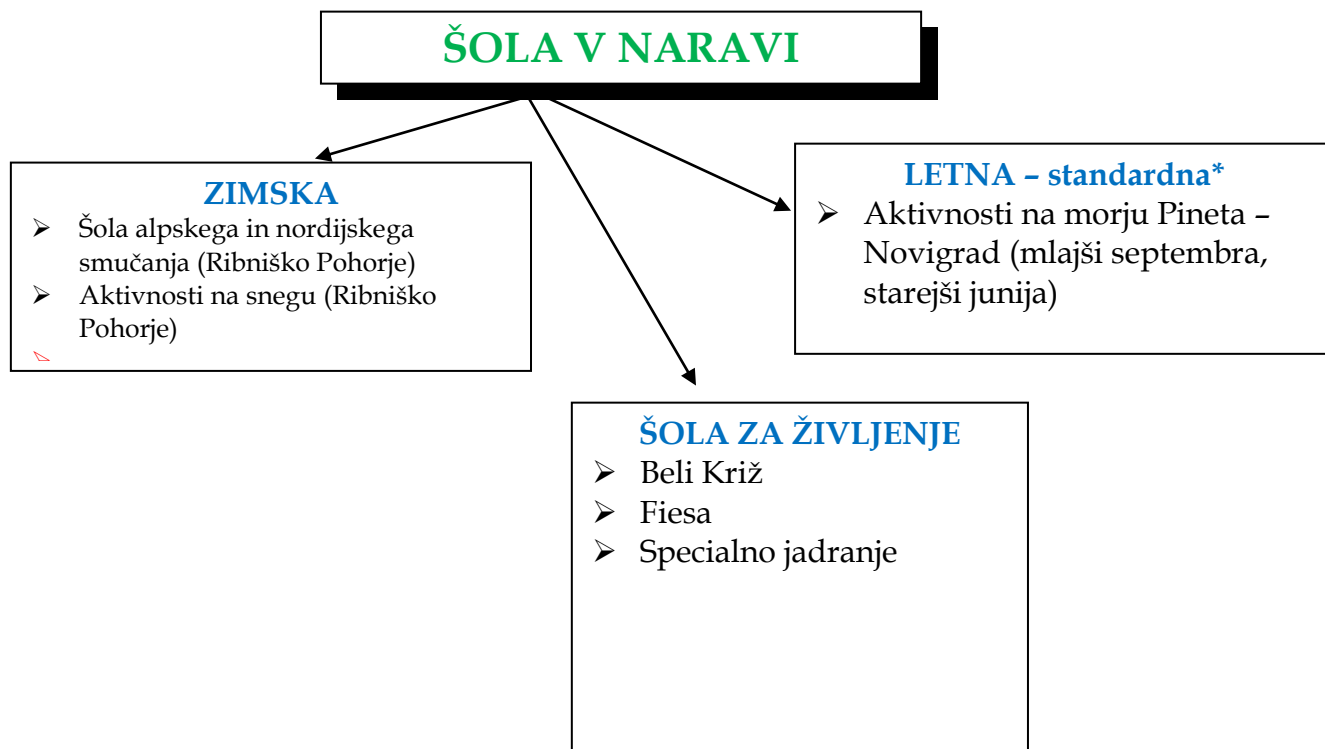 ŠOLA V NARAVI
ZIMSKA
➢ Šola alpskega in nordijskega
smučanja (Ribniško Pohorje)
➢ Aktivnosti na snegu (Ribniško
Pohorje)
➢
LETNA – standardna*
➢ Aktivnosti na morju Pineta –
Novigrad (mlajši septembra,
starejši junija)
ŠOLA ZA ŽIVLJENJE
➢ Beli Križ
➢ Fiesa
➢ Specialno jadranje